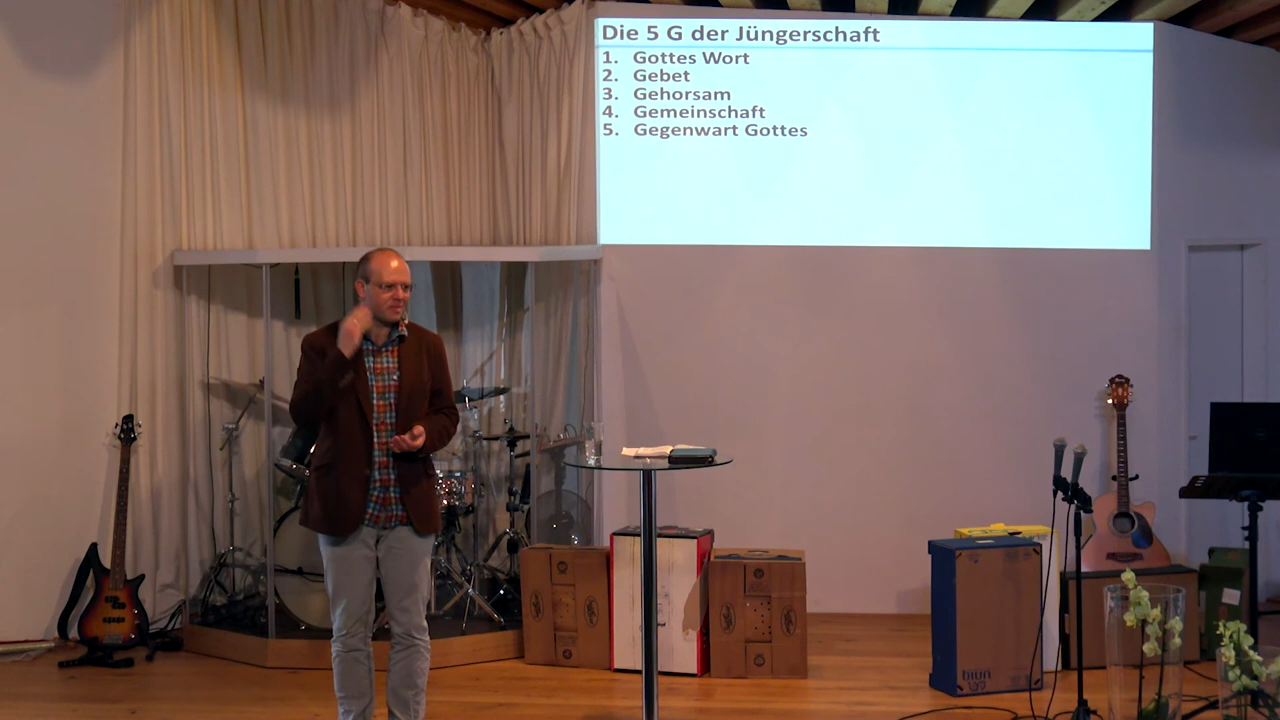 Die 5 G der Jüngerschaft
1. Gottes Wort
2. Gebet
3. Gehorsam
4. Gemeinschaft
5. Gegenwart Gottes